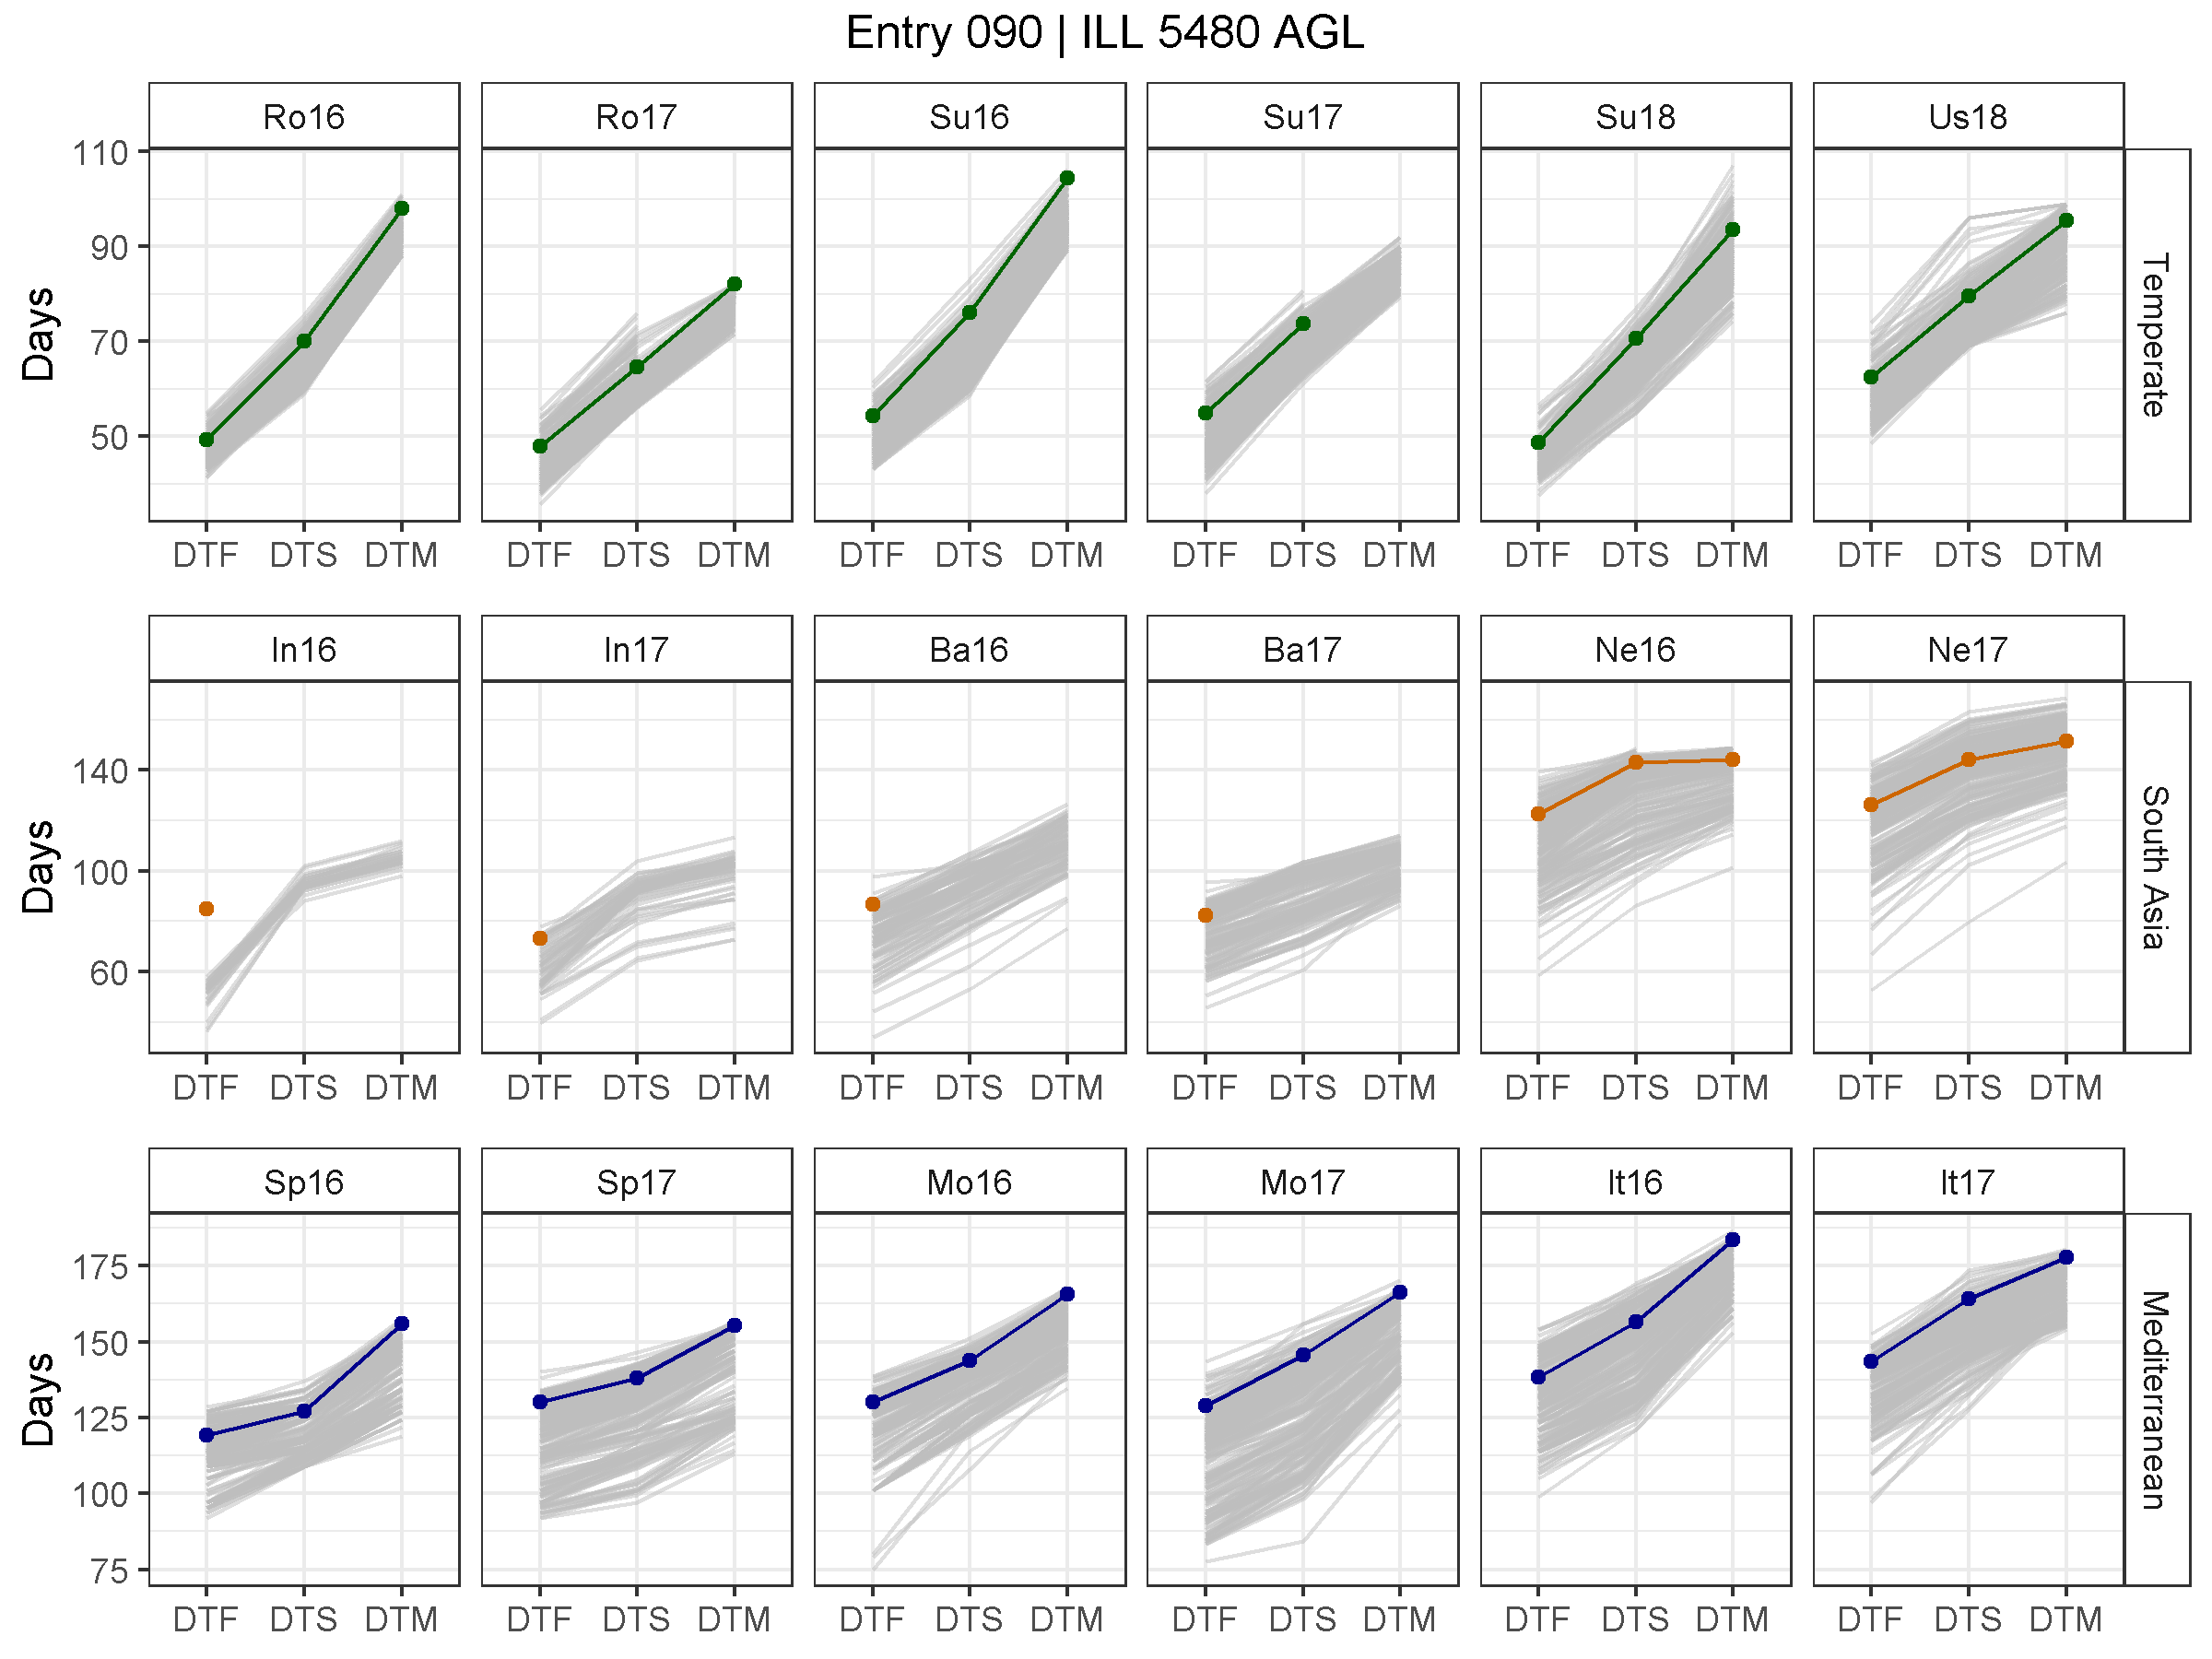 Entry 090 | ILL 5480 AGL
Ro16 Ro17 Su16 Su17 Su18 Us18
110
90
70
50
Days
Temperate
DTF DTS DTM DTF DTS DTM DTF DTS DTM DTF DTS DTM DTF DTS DTM DTF DTS DTM
In16 In17 Ba16 Ba17 Ne16 Ne17
140
100
60
Days
South Asia
DTF DTS DTM DTF DTS DTM DTF DTS DTM DTF DTS DTM DTF DTS DTM DTF DTS DTM
Sp16 Sp17 Mo16 Mo17 It16 It17
175
150
125
100
75
Days
Mediterranean
DTF DTS DTM DTF DTS DTM DTF DTS DTM DTF DTS DTM DTF DTS DTM DTF DTS DTM